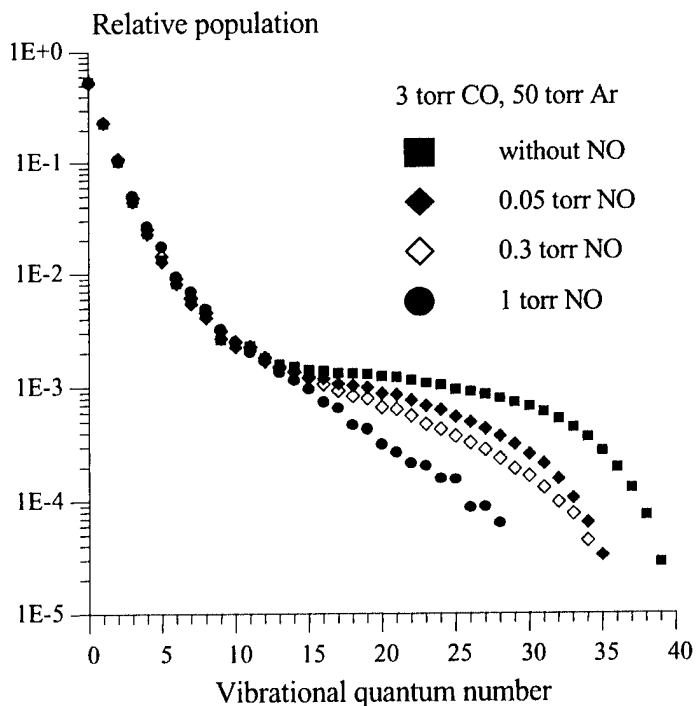 Relative population
1E+0
1E-1
1E-2
1E-3
1E-4
1E-5
3 torr CO, 50 torr Ar
without NO
0.05 torr NO
0.3 torr NO
1 torr NO
0 5 10 15 20 25 30 35 40
Vibrational quantum number